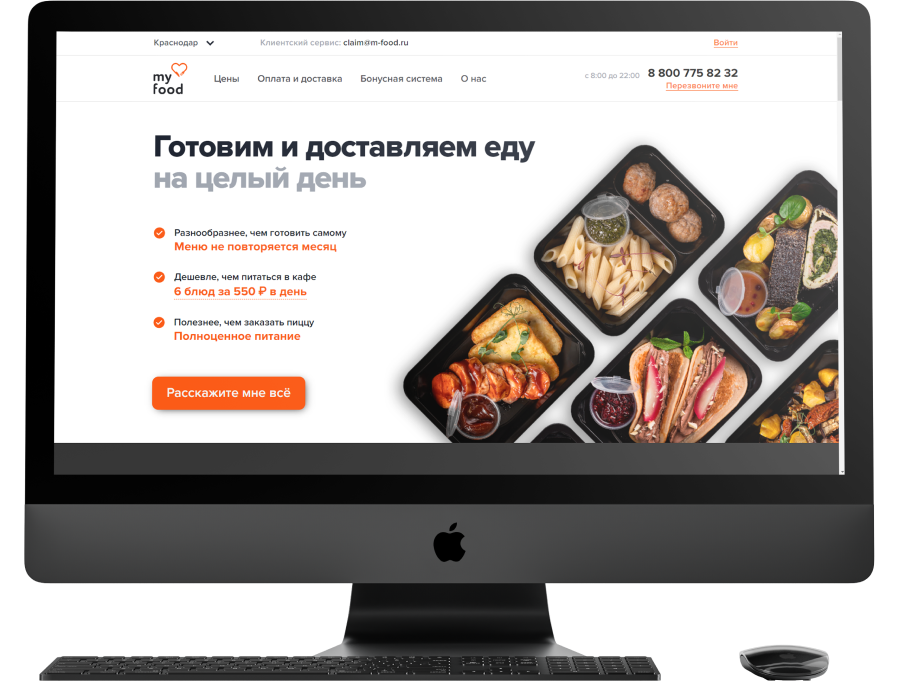 Краснодар
Клиентский сервис: claim@m-food.ru
Войти
my
food
Цены
Оплата и доставка
Бонусная система
О нас
с 8:00 до 22:00
8 800 775 82 32
Перезвоните мне
Готовим и доставляем еду
на целый день
Разнообразнее, чем готовить самому
Меню не повторяется месяц
Дешевле, чем питаться в кафе
6 блюд за 550 ₽ в день
Полезнее, чем заказать пиццу
Полноценное питание
Расскажите мне всё